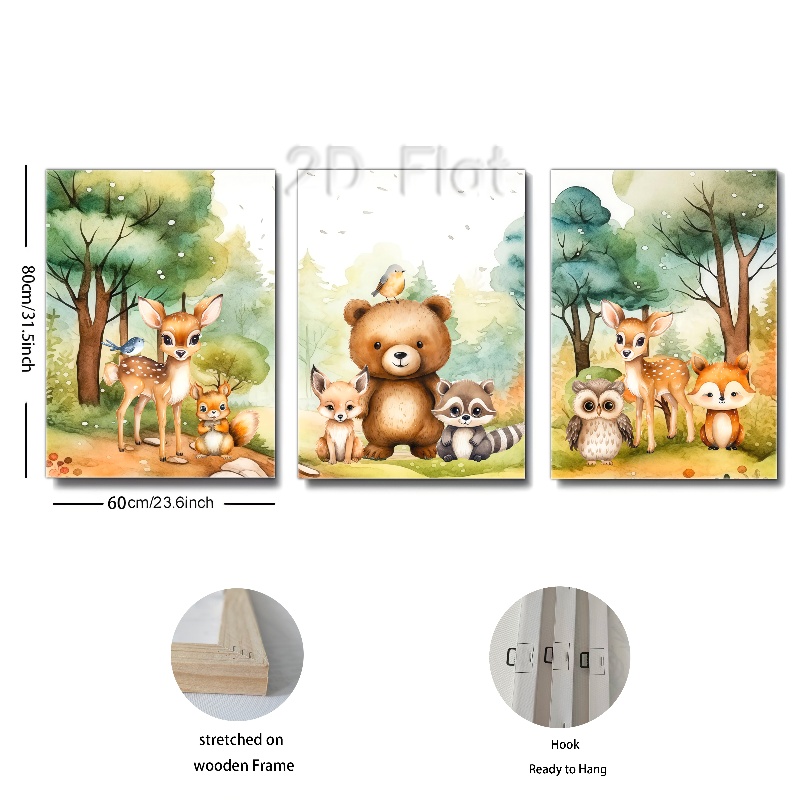 2D Flat
80cm/31.5inch
60cm/23.6inch
stretched on
wooden Frame
Hook
Ready to Hang